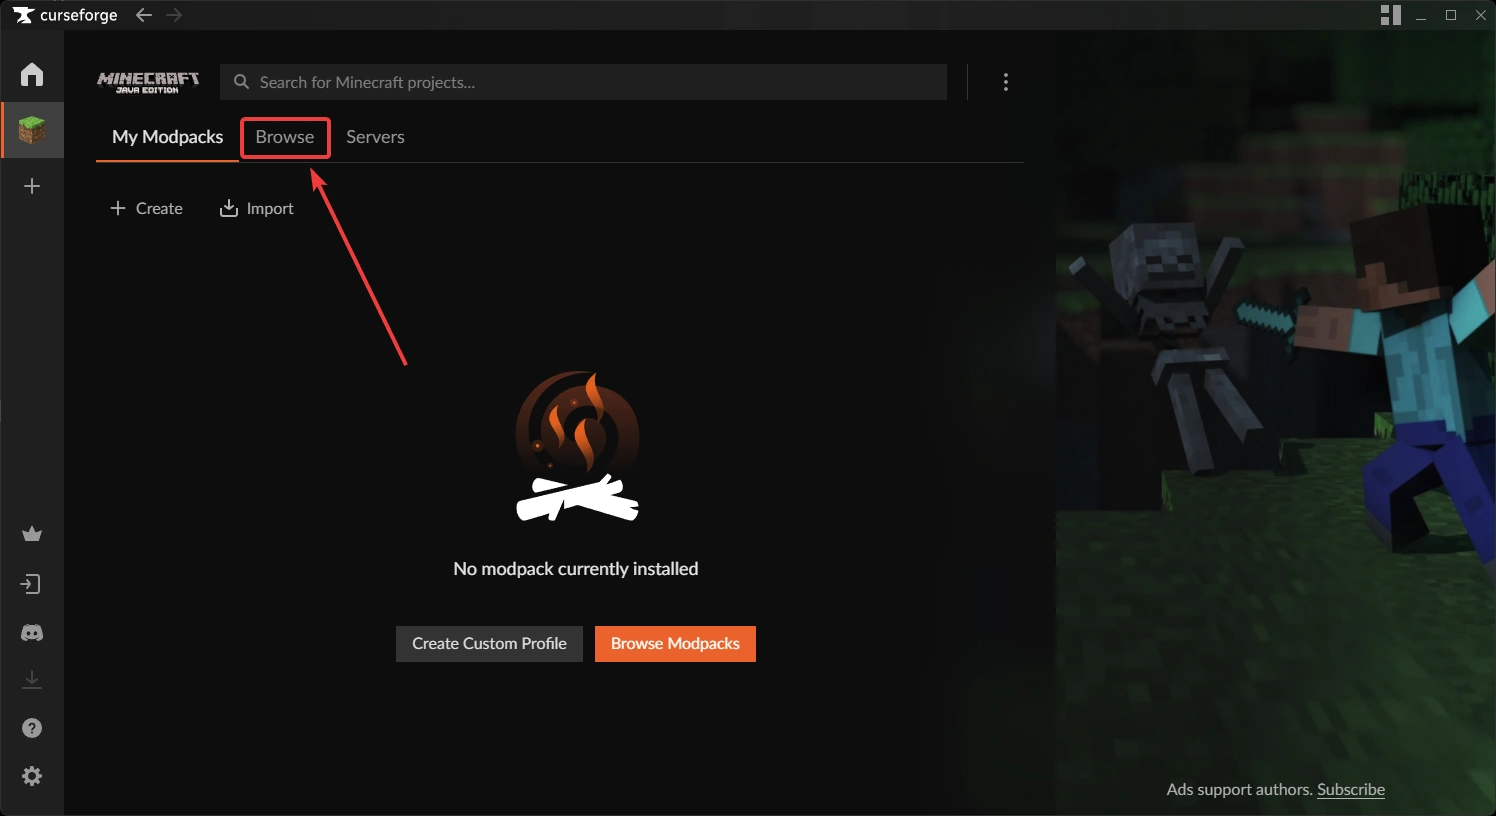 curseforge
MINECRAFT
JAVA EDITION
Search for Minecraft projects...
My Modpacks Browse Servers
Create Import
No modpack currently installed
Create Custom Profile Browse Modpacks
Ads support authors. Subscribe